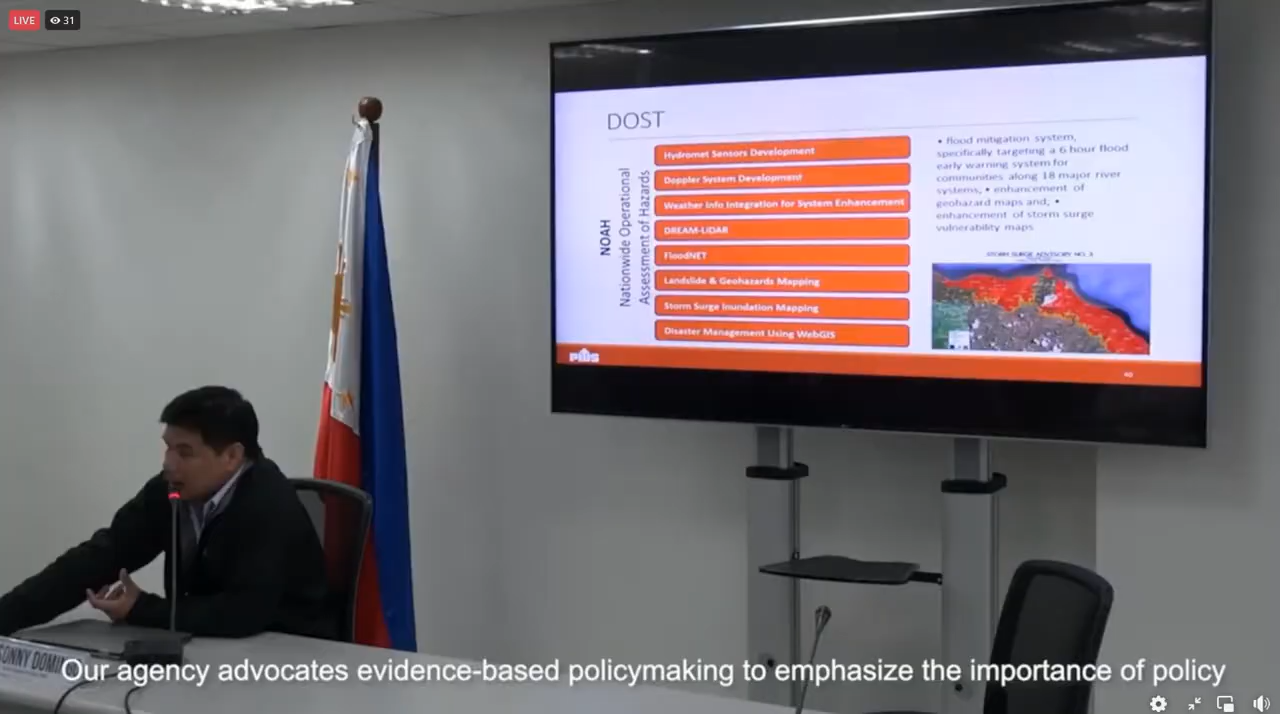 LIVE
31
DOST
NOAH
Nationwide Operational
Assessment of Hazards
Hydromet Sensors Development
Doppler System Development
Weather Info Integration for System Enhancement
DREAM-LIDAR
FloodNET
Landslide & Geohazards Mapping
Storm Surge Inundation Mapping
Disaster Management Using WebGIS
• flood mitigation system,
specifically targeting a 6 hour flood
early warning system for
communities along 18 major river
systems; • enhancement of
geohazard maps and; •
enhancement of storm surge
vulnerability maps
STORM SURGE ADVISORY NO. 3
PIDS
40
SONNY
Our agency advocates evidence-based policymaking to emphasize the importance of policy